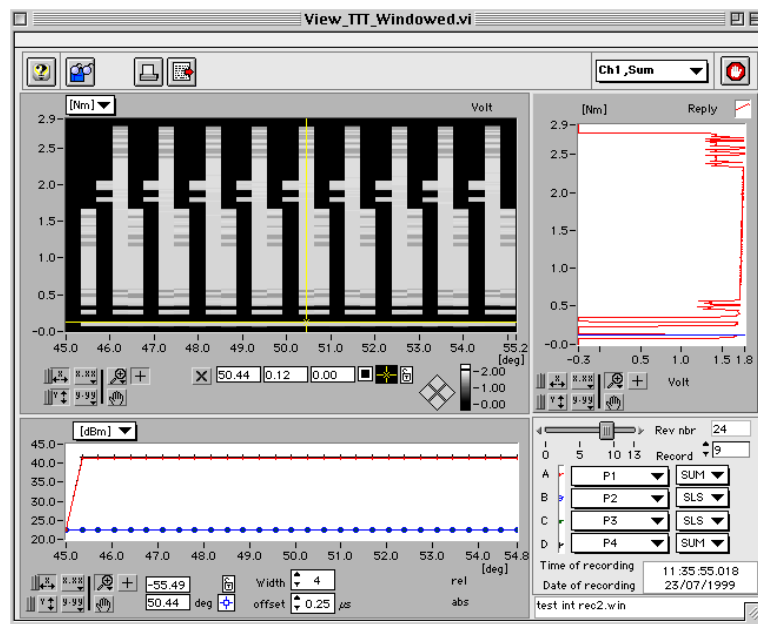 View_TTT_Windowed.vi
Ch1 ,Sum
[Nm]
Volt
2.9
2.0
1.5
1.0
0.5
-0.0
45.0 46.0 47.0 48.0 49.0 50.0 51.0 52.0 53.0 54.0 55.2
[deg]
X.XX
Y.YY
50.44 0.12 0.00
2.00
1.00
0.00
[Nm] Reply
2.9
2.5
2.0
1.5
1.0
0.5
-0.0
-0.3 0.5 1.0 1.5 1.8
Volt
X.XX
Y.YY
[dBm]
45.0
40.0
35.0
30.0
25.0
20.0
45.0 46.0 47.0 48.0 49.0 50.0 51.0 52.0 53.0 54.8
[deg]
X.XX
Y.YY
-55.49
50.44 deg
Width 4
offset 0.25 µs
rel
abs
Rev nbr 24
0 5 10 13
Record 9
A P1 SUM
B P2 SLS
C P3 SLS
D P4 SUM
Time of recording 11:35:55.018
Date of recording 23/07/1999
test int rec2.win